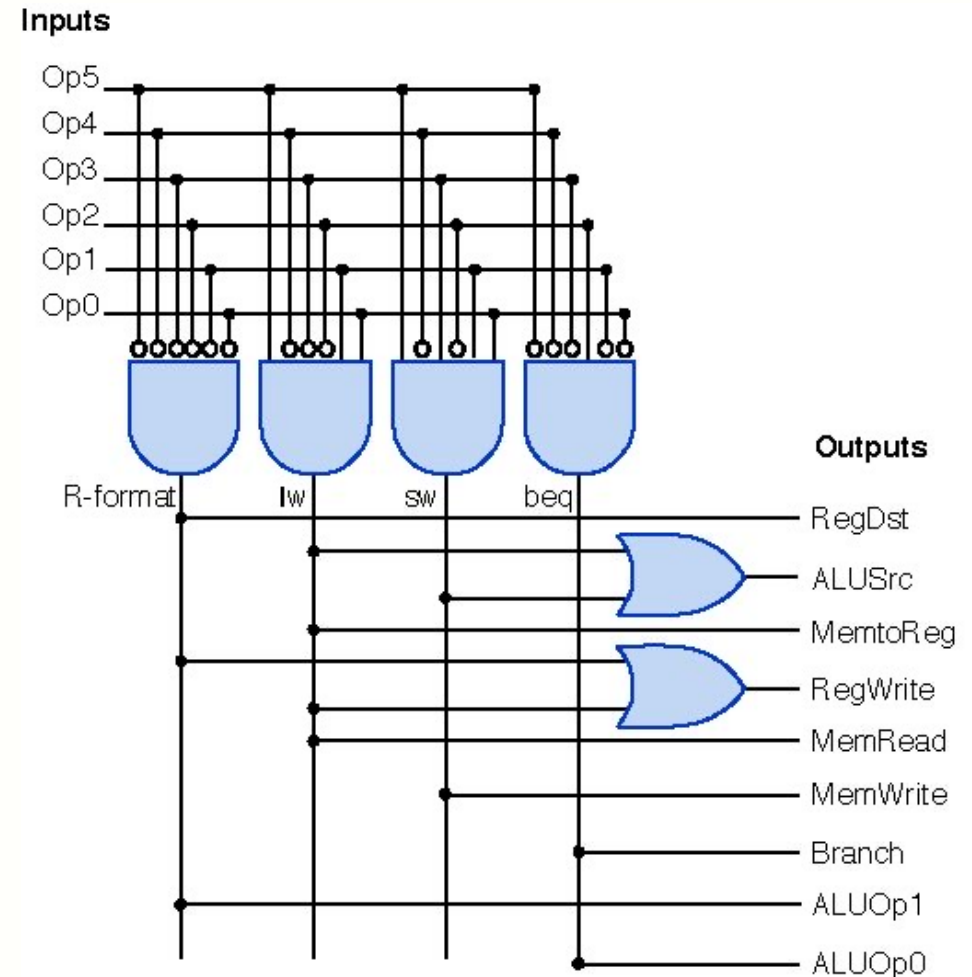 Inputs
Op5
Op4
Op3
Op2
Op1
Op0
Outputs
R-format lw sw beq
RegDst
ALUSrc
MemtoReg
RegWrite
MemRead
MemWrite
Branch
ALUOp1
ALUOp0